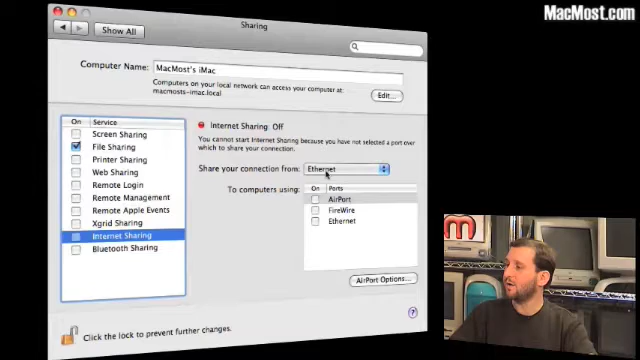 MacMost.com
Sharing
Show All
Computer Name: MacMost's iMac
Computers on your local network can access your computer at:
macmosts-imac.local
Edit...
On Service
Screen Sharing
File Sharing
Printer Sharing
Web Sharing
Remote Login
Remote Management
Remote Apple Events
Xgrid Sharing
Internet Sharing
Bluetooth Sharing
Internet Sharing: Off
You cannot start Internet Sharing because you have not selected a port over
which to share your connection.
Share your connection from: Ethernet
To computers using:
On Ports
AirPort
FireWire
Ethernet
AirPort Options...
Click the lock to prevent further changes.
?